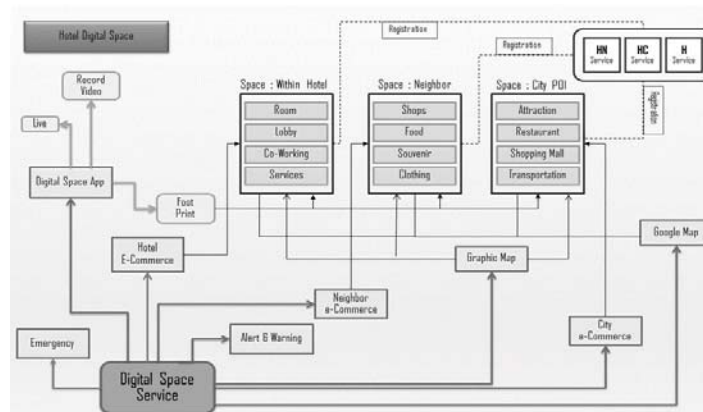 Hotel Digital Space
Registration
Registration
HN
Service
HC
Service
H
Service
Registration
Record
Video
Live
Digital Space App
Foot
Print
Space : Within Hotel
Room
Lobby
Co-Working
Services
Space : Neighbor
Shops
Food
Souvenir
Clothing
Space : City POI
Attraction
Restaurant
Shopping Mall
Transportation
Hotel
E-Commerce
Graphic Map
Google Map
Neighbor
e-Commerce
City
e-Commerce
Emergency
Alert & Warning
Digital Space
Service